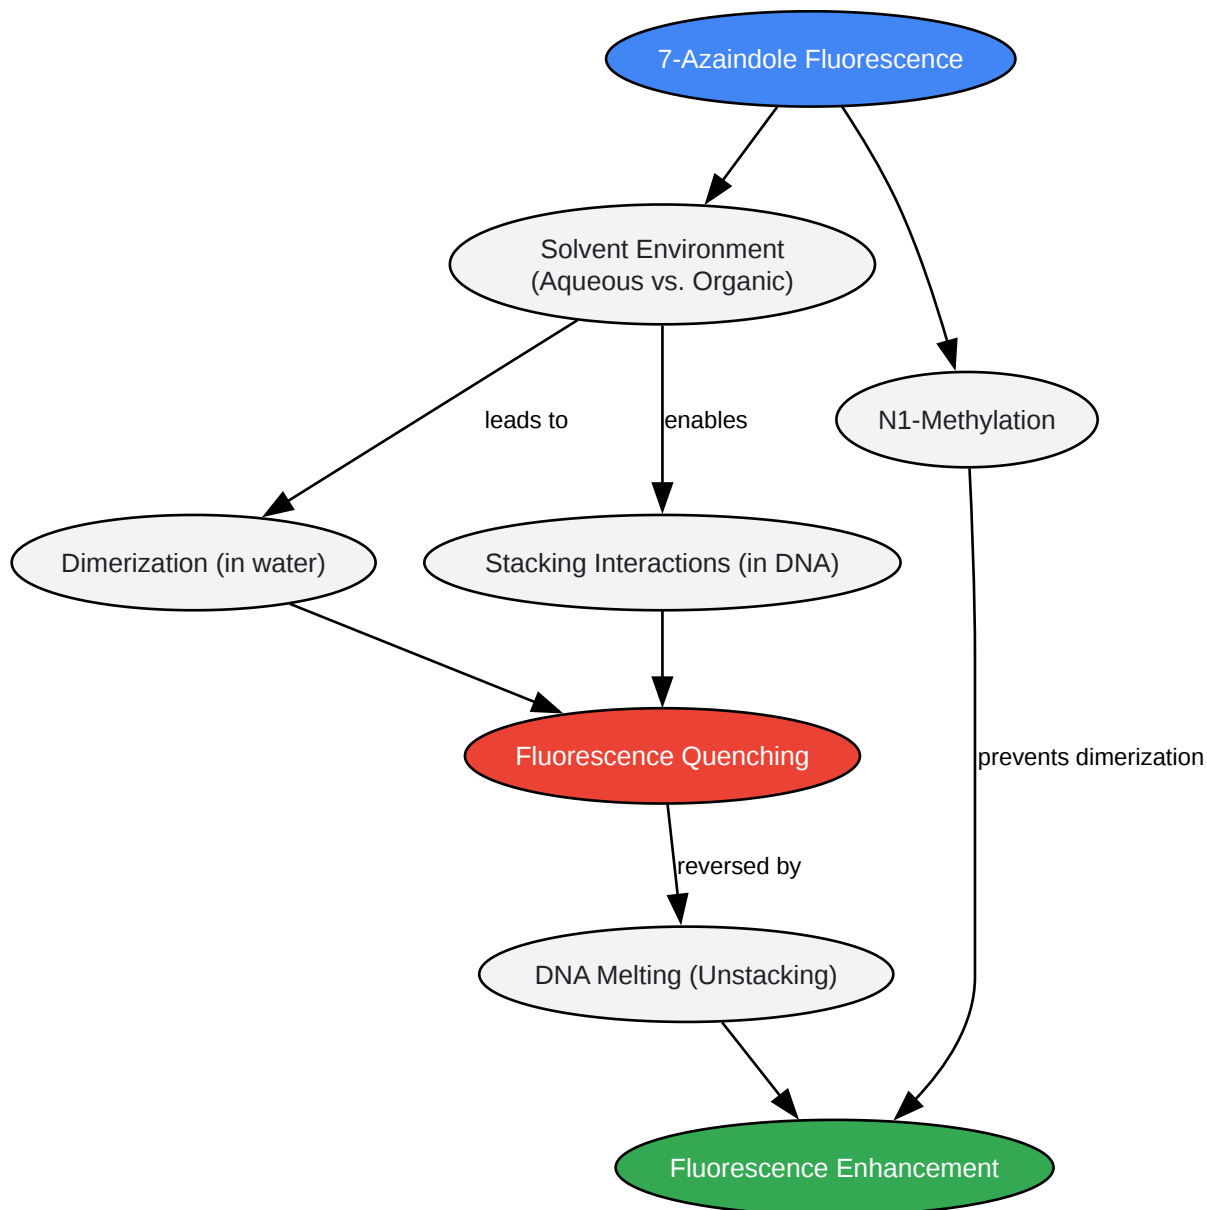 7-Azaindole Fluorescence
Solvent Environment
(Aqueous vs. Organic)
leads to
enables
N1-Methylation
Dimerization (in water)
Stacking Interactions (in DNA)
Fluorescence Quenching
prevents dimerization
reversed by
DNA Melting (Unstacking)
Fluorescence Enhancement